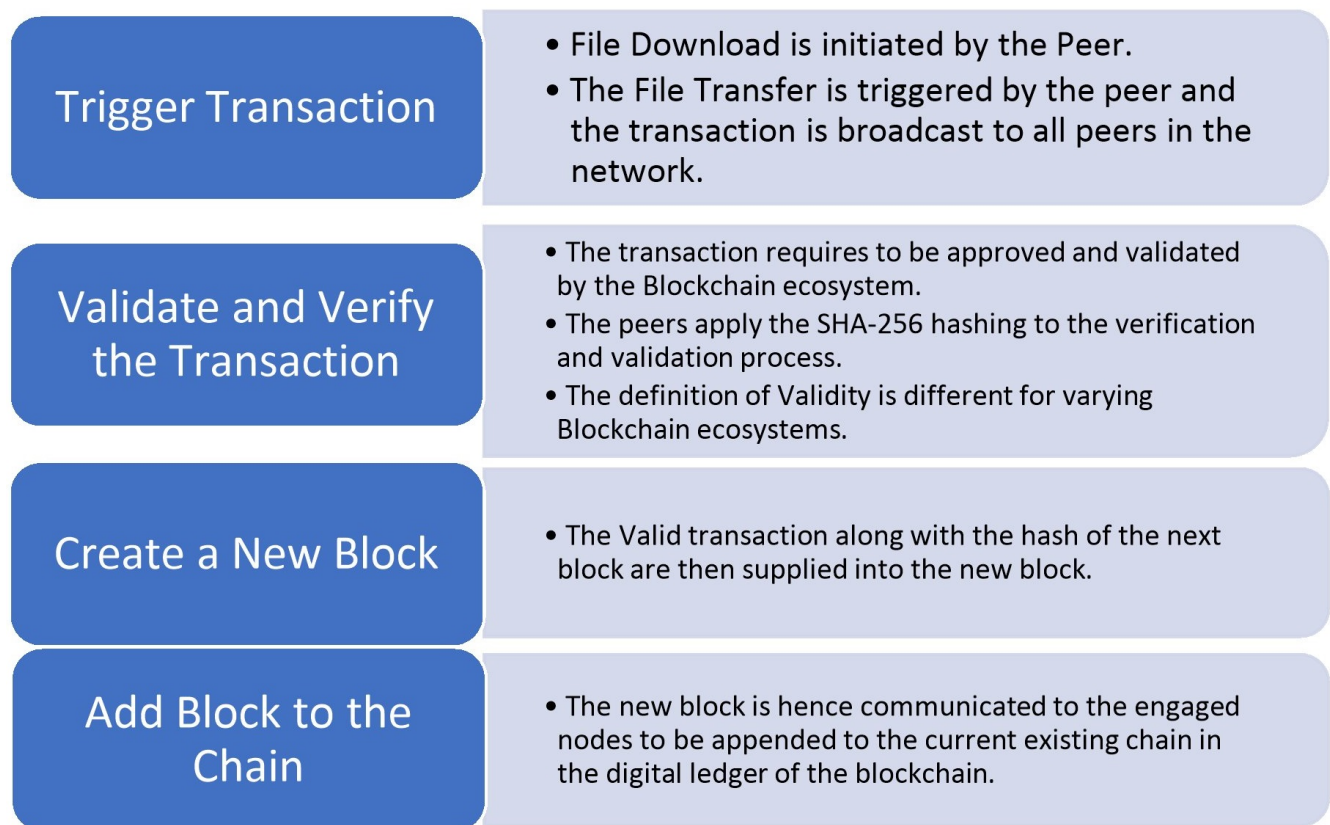 Trigger Transaction
• File Download is initiated by the Peer.
• The File Transfer is triggered by the peer and
the transaction is broadcast to all peers in the
network.
Validate and Verify
the Transaction
• The transaction requires to be approved and validated
by the Blockchain ecosystem.
• The peers apply the SHA-256 hashing to the verification
and validation process.
• The definition of Validity is different for varying
Blockchain ecosystems.
Create a New Block
• The Valid transaction along with the hash of the next
block are then supplied into the new block.
Add Block to the
Chain
• The new block is hence communicated to the engaged
nodes to be appended to the current existing chain in
the digital ledger of the blockchain.